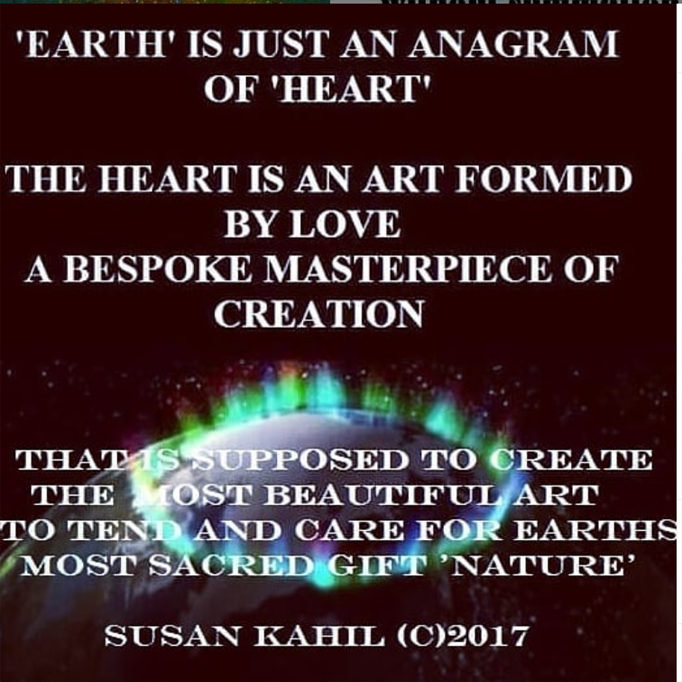 'EARTH' IS JUST AN ANAGRAM
OF 'HEART'
THE HEART IS AN ART FORMED
BY LOVE
A BESPOKE MASTERPIECE OF
CREATION
THAT IS SUPPOSED TO CREATE
THE MOST BEAUTIFUL ART
TO TEND AND CARE FOR EARTHS
MOST SACRED GIFT 'NATURE'
SUSAN KAHIL (C)2017